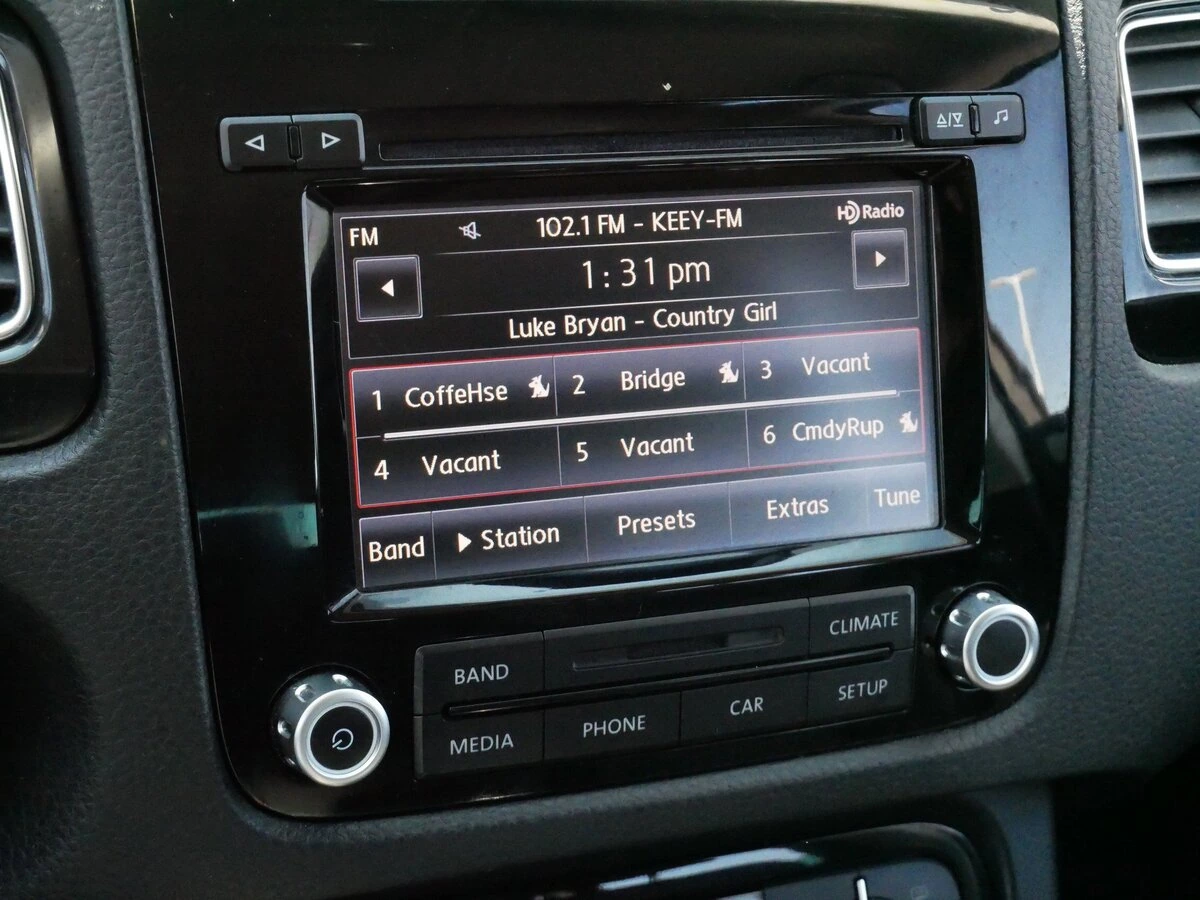 FM 102.1 FM - KEEY-FM HD Radio
1:31 pm
Luke Bryan - Country Girl
1 CoffeHse 2 Bridge 3 Vacant
4 Vacant 5 Vacant 6 CmdyRup
Band Station Presets Extras Tune
BAND CLIMATE
MEDIA PHONE CAR SETUP